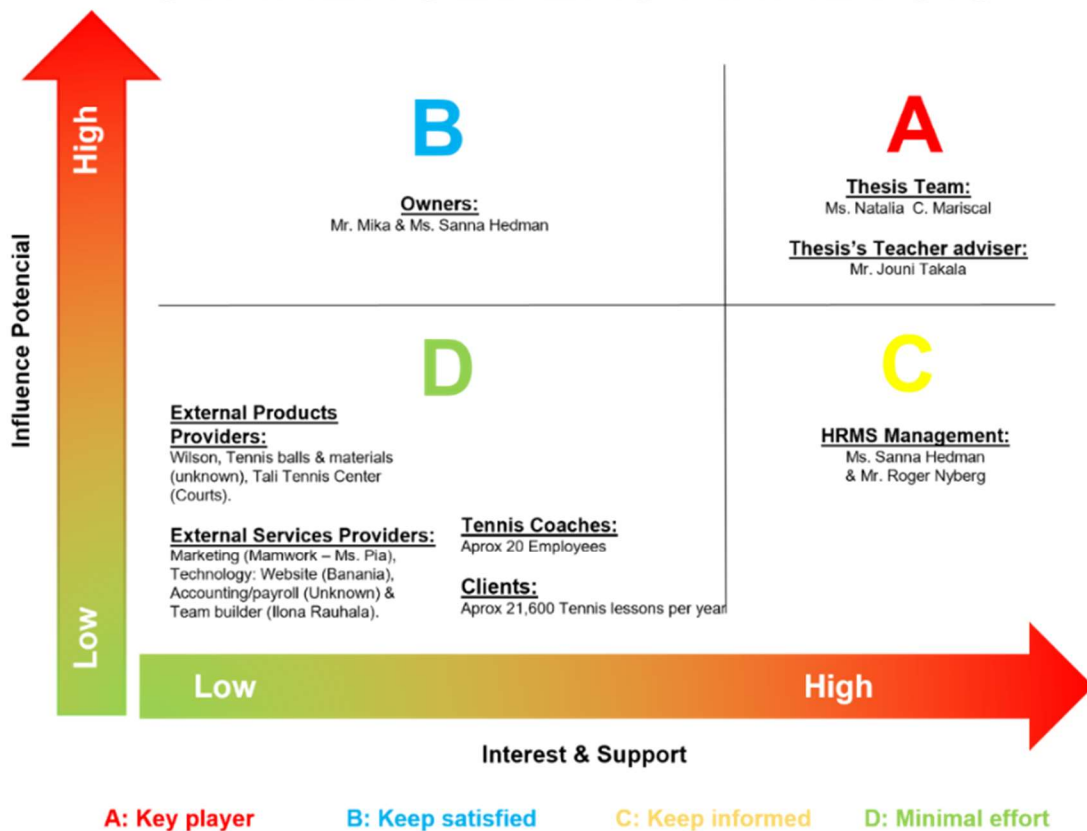 High
B
A
Owners:
Mr. Mika & Ms. Sanna Hedman
Thesis Team:
Ms. Natalia C. Mariscal
Thesis's Teacher adviser:
Mr. Jouni Takala
Influence Potencial
D
C
External Products
Providers:
Wilson, Tennis balls & materials
(unknown), Tali Tennis Center
(Courts).
External Services Providers:
Marketing (Mamwork – Ms. Pia),
Technology: Website (Banania),
Accounting/payroll (Unknown) &
Team builder (Ilona Rauhala).
Tennis Coaches:
Aprox 20 Employees
Clients:
Aprox 21,600 Tennis lessons per year
HRMS Management:
Ms. Sanna Hedman
& Mr. Roger Nyberg
Low
Low
High
Interest & Support
A: Key player
B: Keep satisfied
C: Keep informed
D: Minimal effort